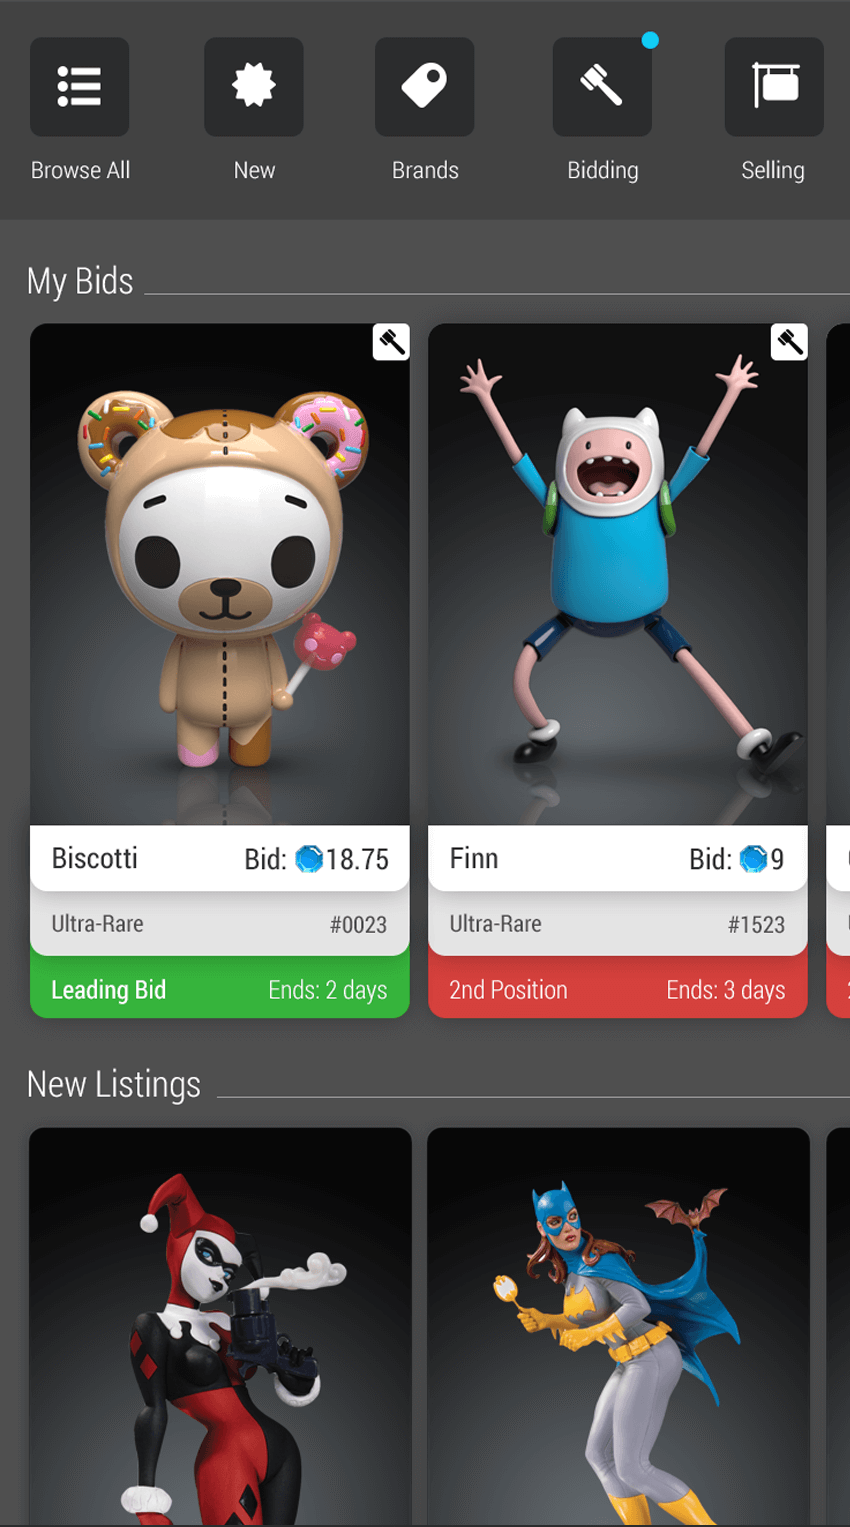 Browse All
New
Brands
Bidding
Selling
My Bids
Biscotti Bid: 18.75
Ultra-Rare #0023
Leading Bid Ends: 2 days
Finn Bid: 9
Ultra-Rare #1523
2nd Position Ends: 3 days
New Listings